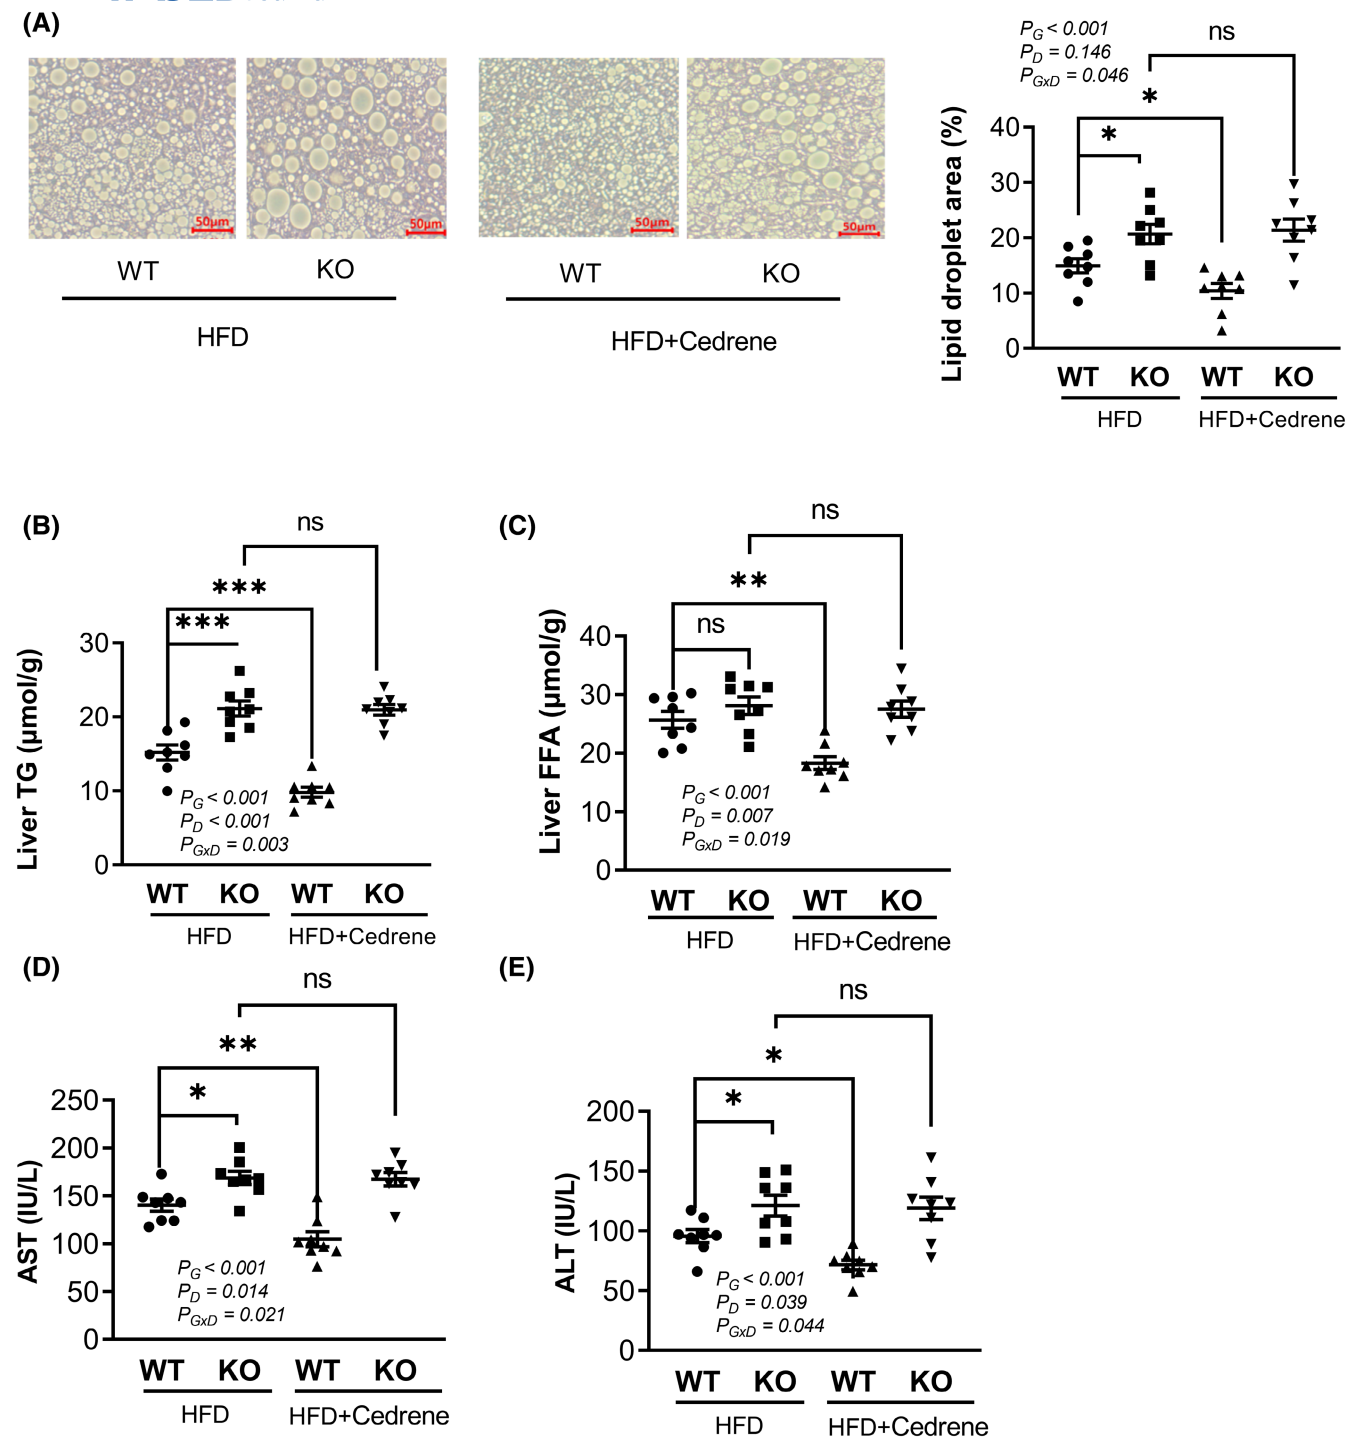 (A)
50μm
50μm
50μm
50μm
WT
KO
WT
KO
HFD
HFD+Cedrene
PG < 0.001
PD = 0.146
PGxD = 0.046
ns
*
*
Lipid droplet area (%)
40
30
20
10
0
WT
KO
WT
KO
HFD
HFD+Cedrene
(B)
ns
***
***
Liver TG (μmol/g)
30
20
10
0
PG < 0.001
PD < 0.001
PGxD = 0.003
WT
KO
WT
KO
HFD
HFD+Cedrene
(C)
ns
**
ns
Liver FFA (μmol/g)
40
30
20
10
0
PG < 0.001
PD = 0.007
PGxD = 0.019
WT
KO
WT
KO
HFD
HFD+Cedrene
(D)
ns
**
*
AST (IU/L)
250
200
150
100
50
0
PG < 0.001
PD = 0.014
PGxD = 0.021
WT
KO
WT
KO
HFD
HFD+Cedrene
(E)
ns
*
*
ALT (IU/L)
200
150
100
50
0
PG < 0.001
PD = 0.039
PGxD = 0.044
WT
KO
WT
KO
HFD
HFD+Cedrene